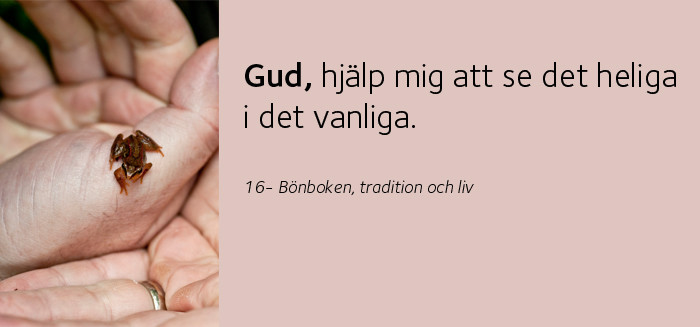 Gud, hjälp mig att se det heliga
i det vanliga.
16– Bönboken, tradition och liv